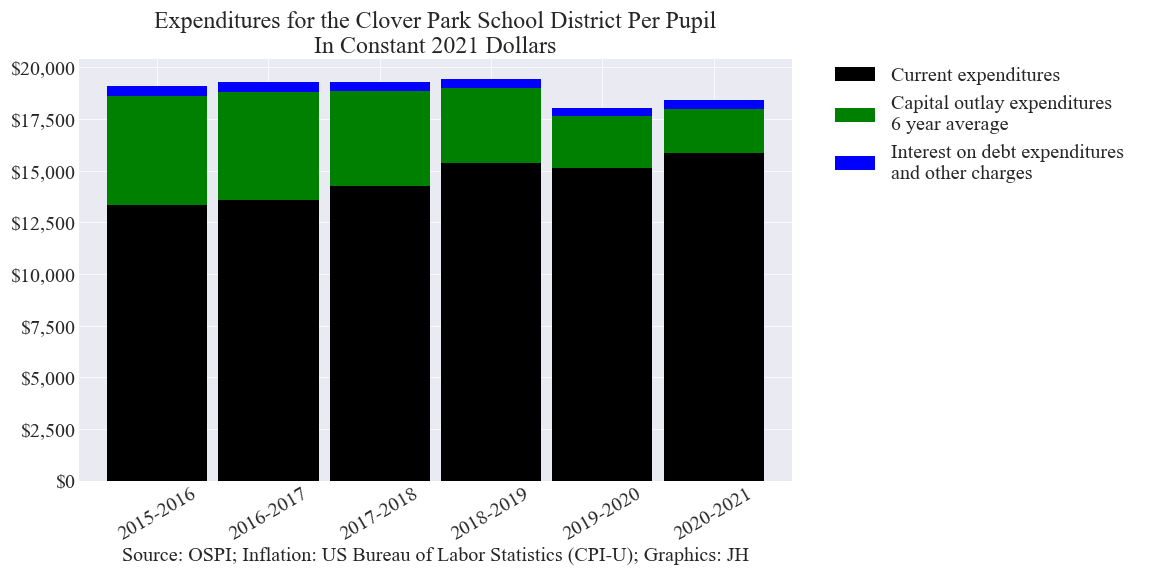 Expenditures for the Clover Park School District Per Pupil
In Constant 2021 Dollars
$20,000
$17,500
$15,000
$12,500
$10,000
$7,500
$5,000
$2,500
$0
2015-2016
2016-2017
2017-2018
2018-2019
2019-2020
2020-2021
Source: OSPI; Inflation: US Bureau of Labor Statistics (CPI-U); Graphics: JH
Current expenditures
Capital outlay expenditures
6 year average
Interest on debt expenditures
and other charges